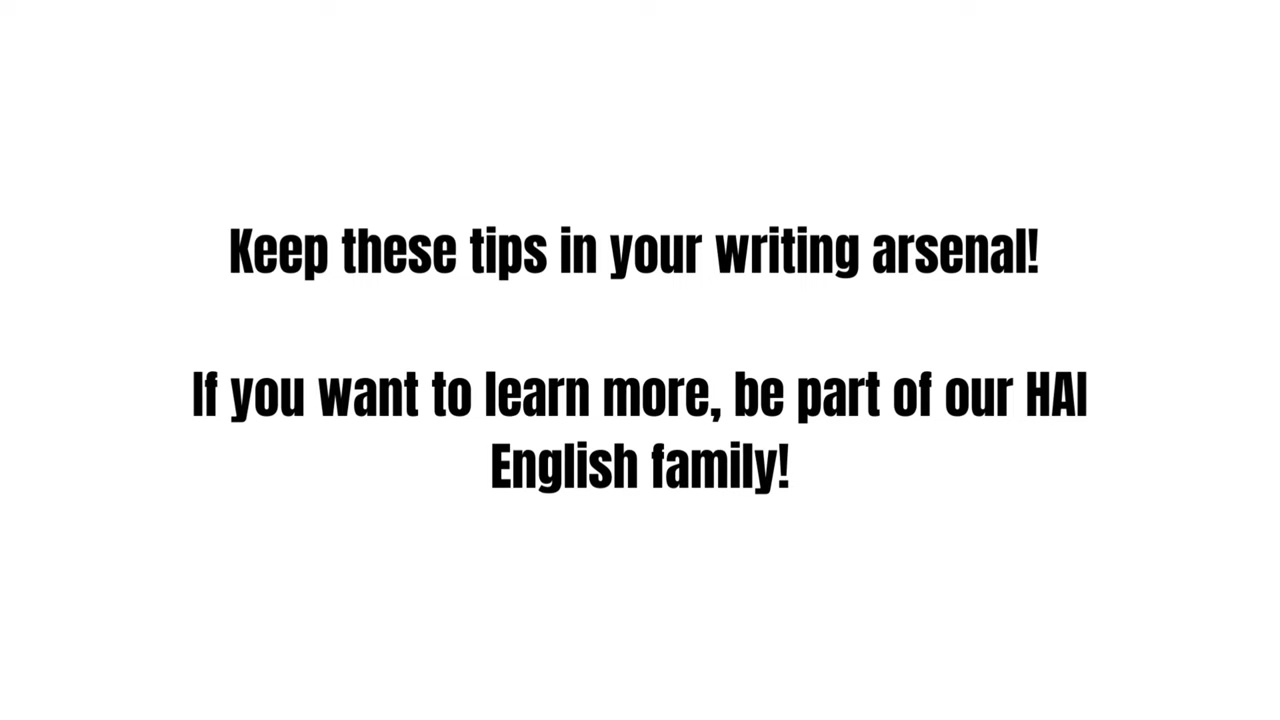 Keep these tips in your writing arsenal!
If you want to learn more, be part of our HAI
English family!